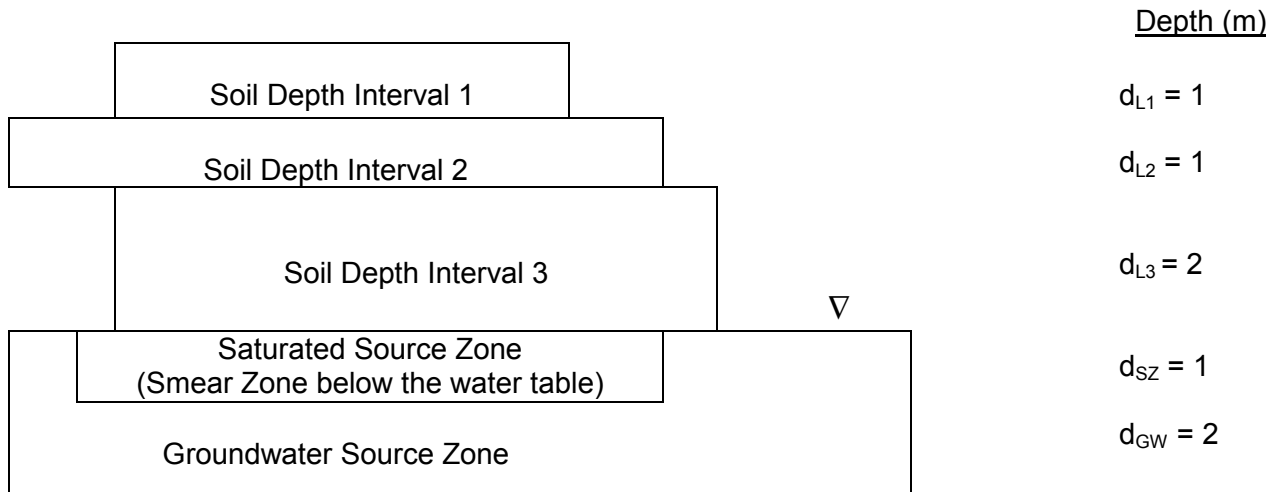 Depth (m)
Soil Depth Interval 1
d_L1 = 1
Soil Depth Interval 2
d_L2 = 1
Soil Depth Interval 3
d_L3 = 2
∇
Saturated Source Zone
(Smear Zone below the water table)
d_SZ = 1
Groundwater Source Zone
d_GW = 2